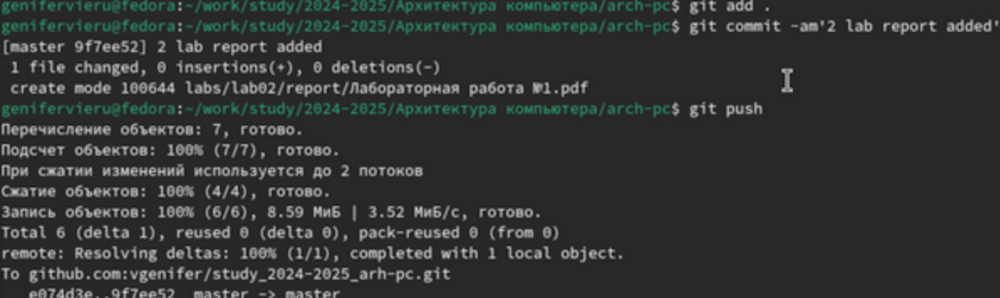 genifervieru@fedora:~/work/study/2024-2025/Архитектура компьютера/arch-pc$ git add .
genifervieru@fedora:~/work/study/2024-2025/Архитектура компьютера/arch-pc$ git commit -am'2 lab report added'
[master 9f7ee52] 2 lab report added
 1 file changed, 0 insertions(+), 0 deletions(-)
 create mode 100644 labs/lab02/report/Лабораторная работа №1.pdf
genifervieru@fedora:~/work/study/2024-2025/Архитектура компьютера/arch-pc$ git push
Перечисление объектов: 7, готово.
Подсчет объектов: 100% (7/7), готово.
При сжатии изменений используется до 2 потоков
Сжатие объектов: 100% (4/4), готово.
Запись объектов: 100% (6/6), 8.59 МиБ | 3.52 МиБ/с, готово.
Total 6 (delta 1), reused 0 (delta 0), pack-reused 0 (from 0)
remote: Resolving deltas: 100% (1/1), completed with 1 local object.
To github.com:vgenifer/study_2024-2025_arh-pc.git
   e074d3e..9f7ee52  master -> master